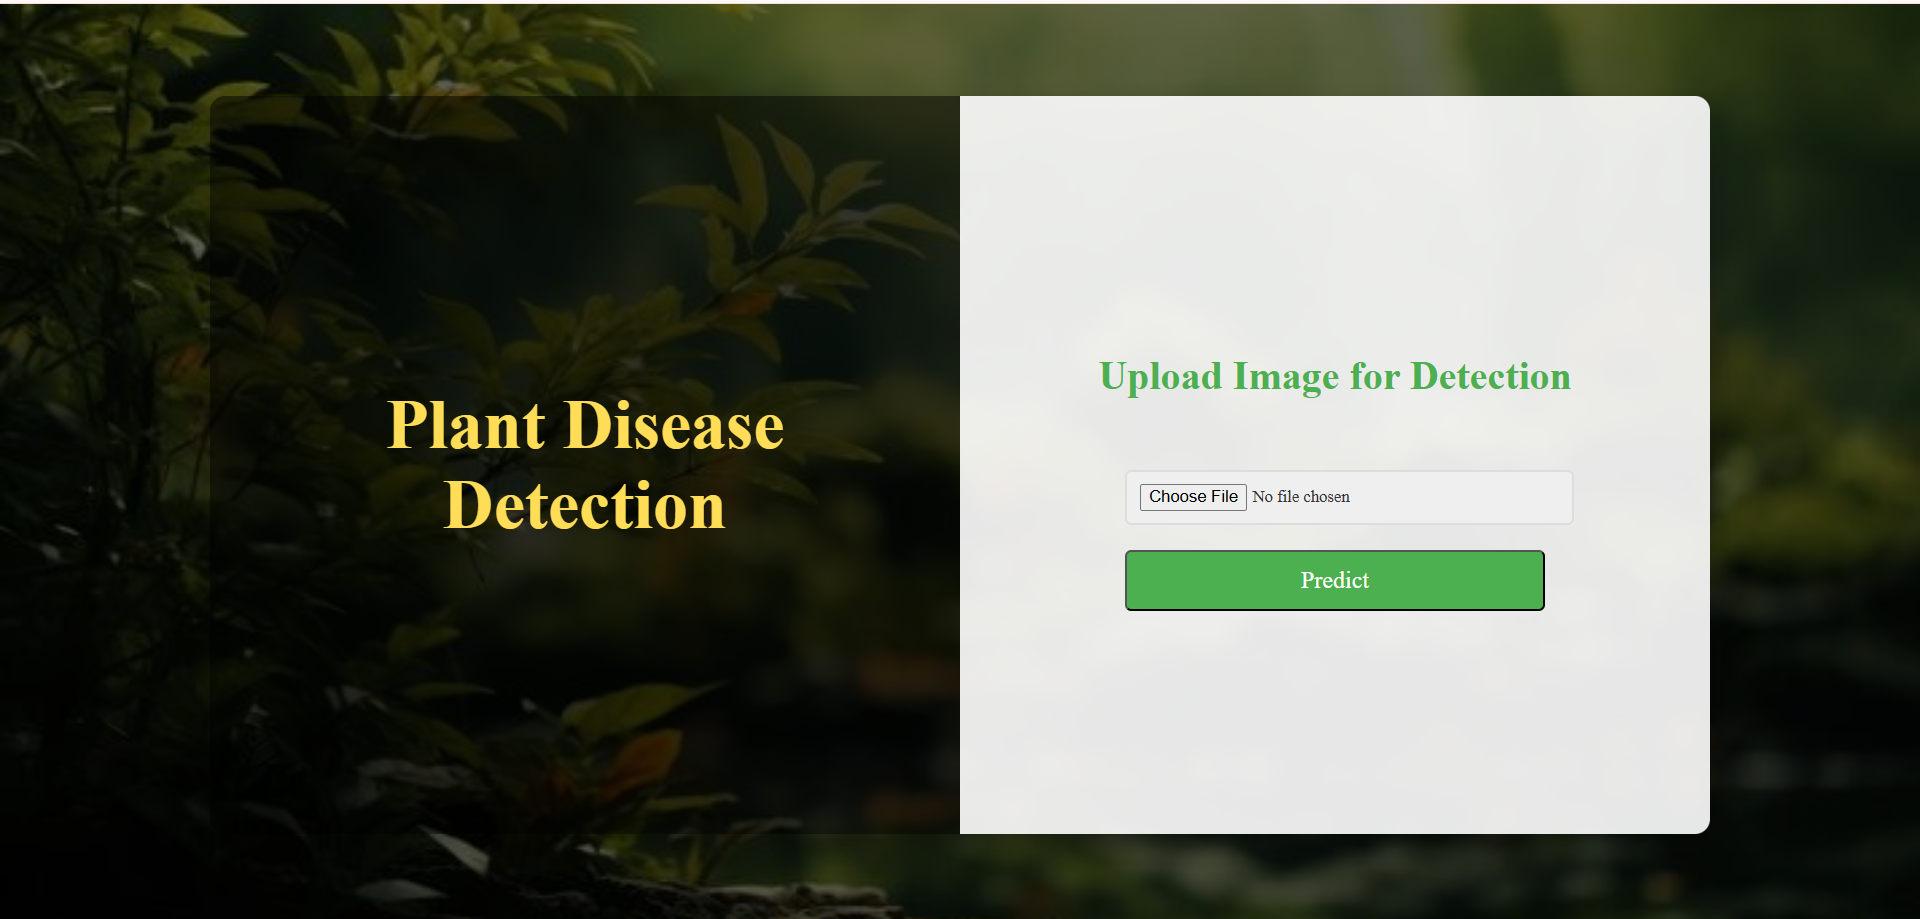 Plant Disease
Detection
Upload Image for Detection
Choose File No file chosen
Predict